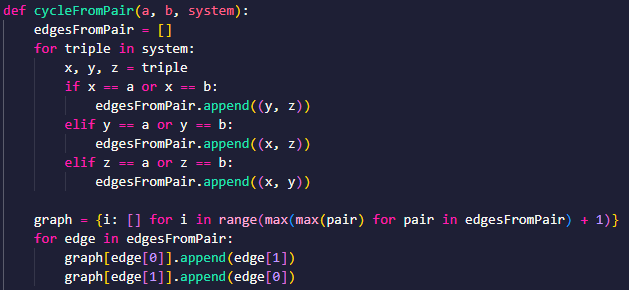 def cycleFromPair(a, b, system):
    edgesFromPair = []
    for triple in system:
        x, y, z = triple
        if x == a or x == b:
            edgesFromPair.append((y, z))
        elif y == a or y == b:
            edgesFromPair.append((x, z))
        elif z == a or z == b:
            edgesFromPair.append((x, y))

    graph = {i: [] for i in range(max(max(pair) for pair in edgesFromPair) + 1)}
    for edge in edgesFromPair:
        graph[edge[0]].append(edge[1])
        graph[edge[1]].append(edge[0])